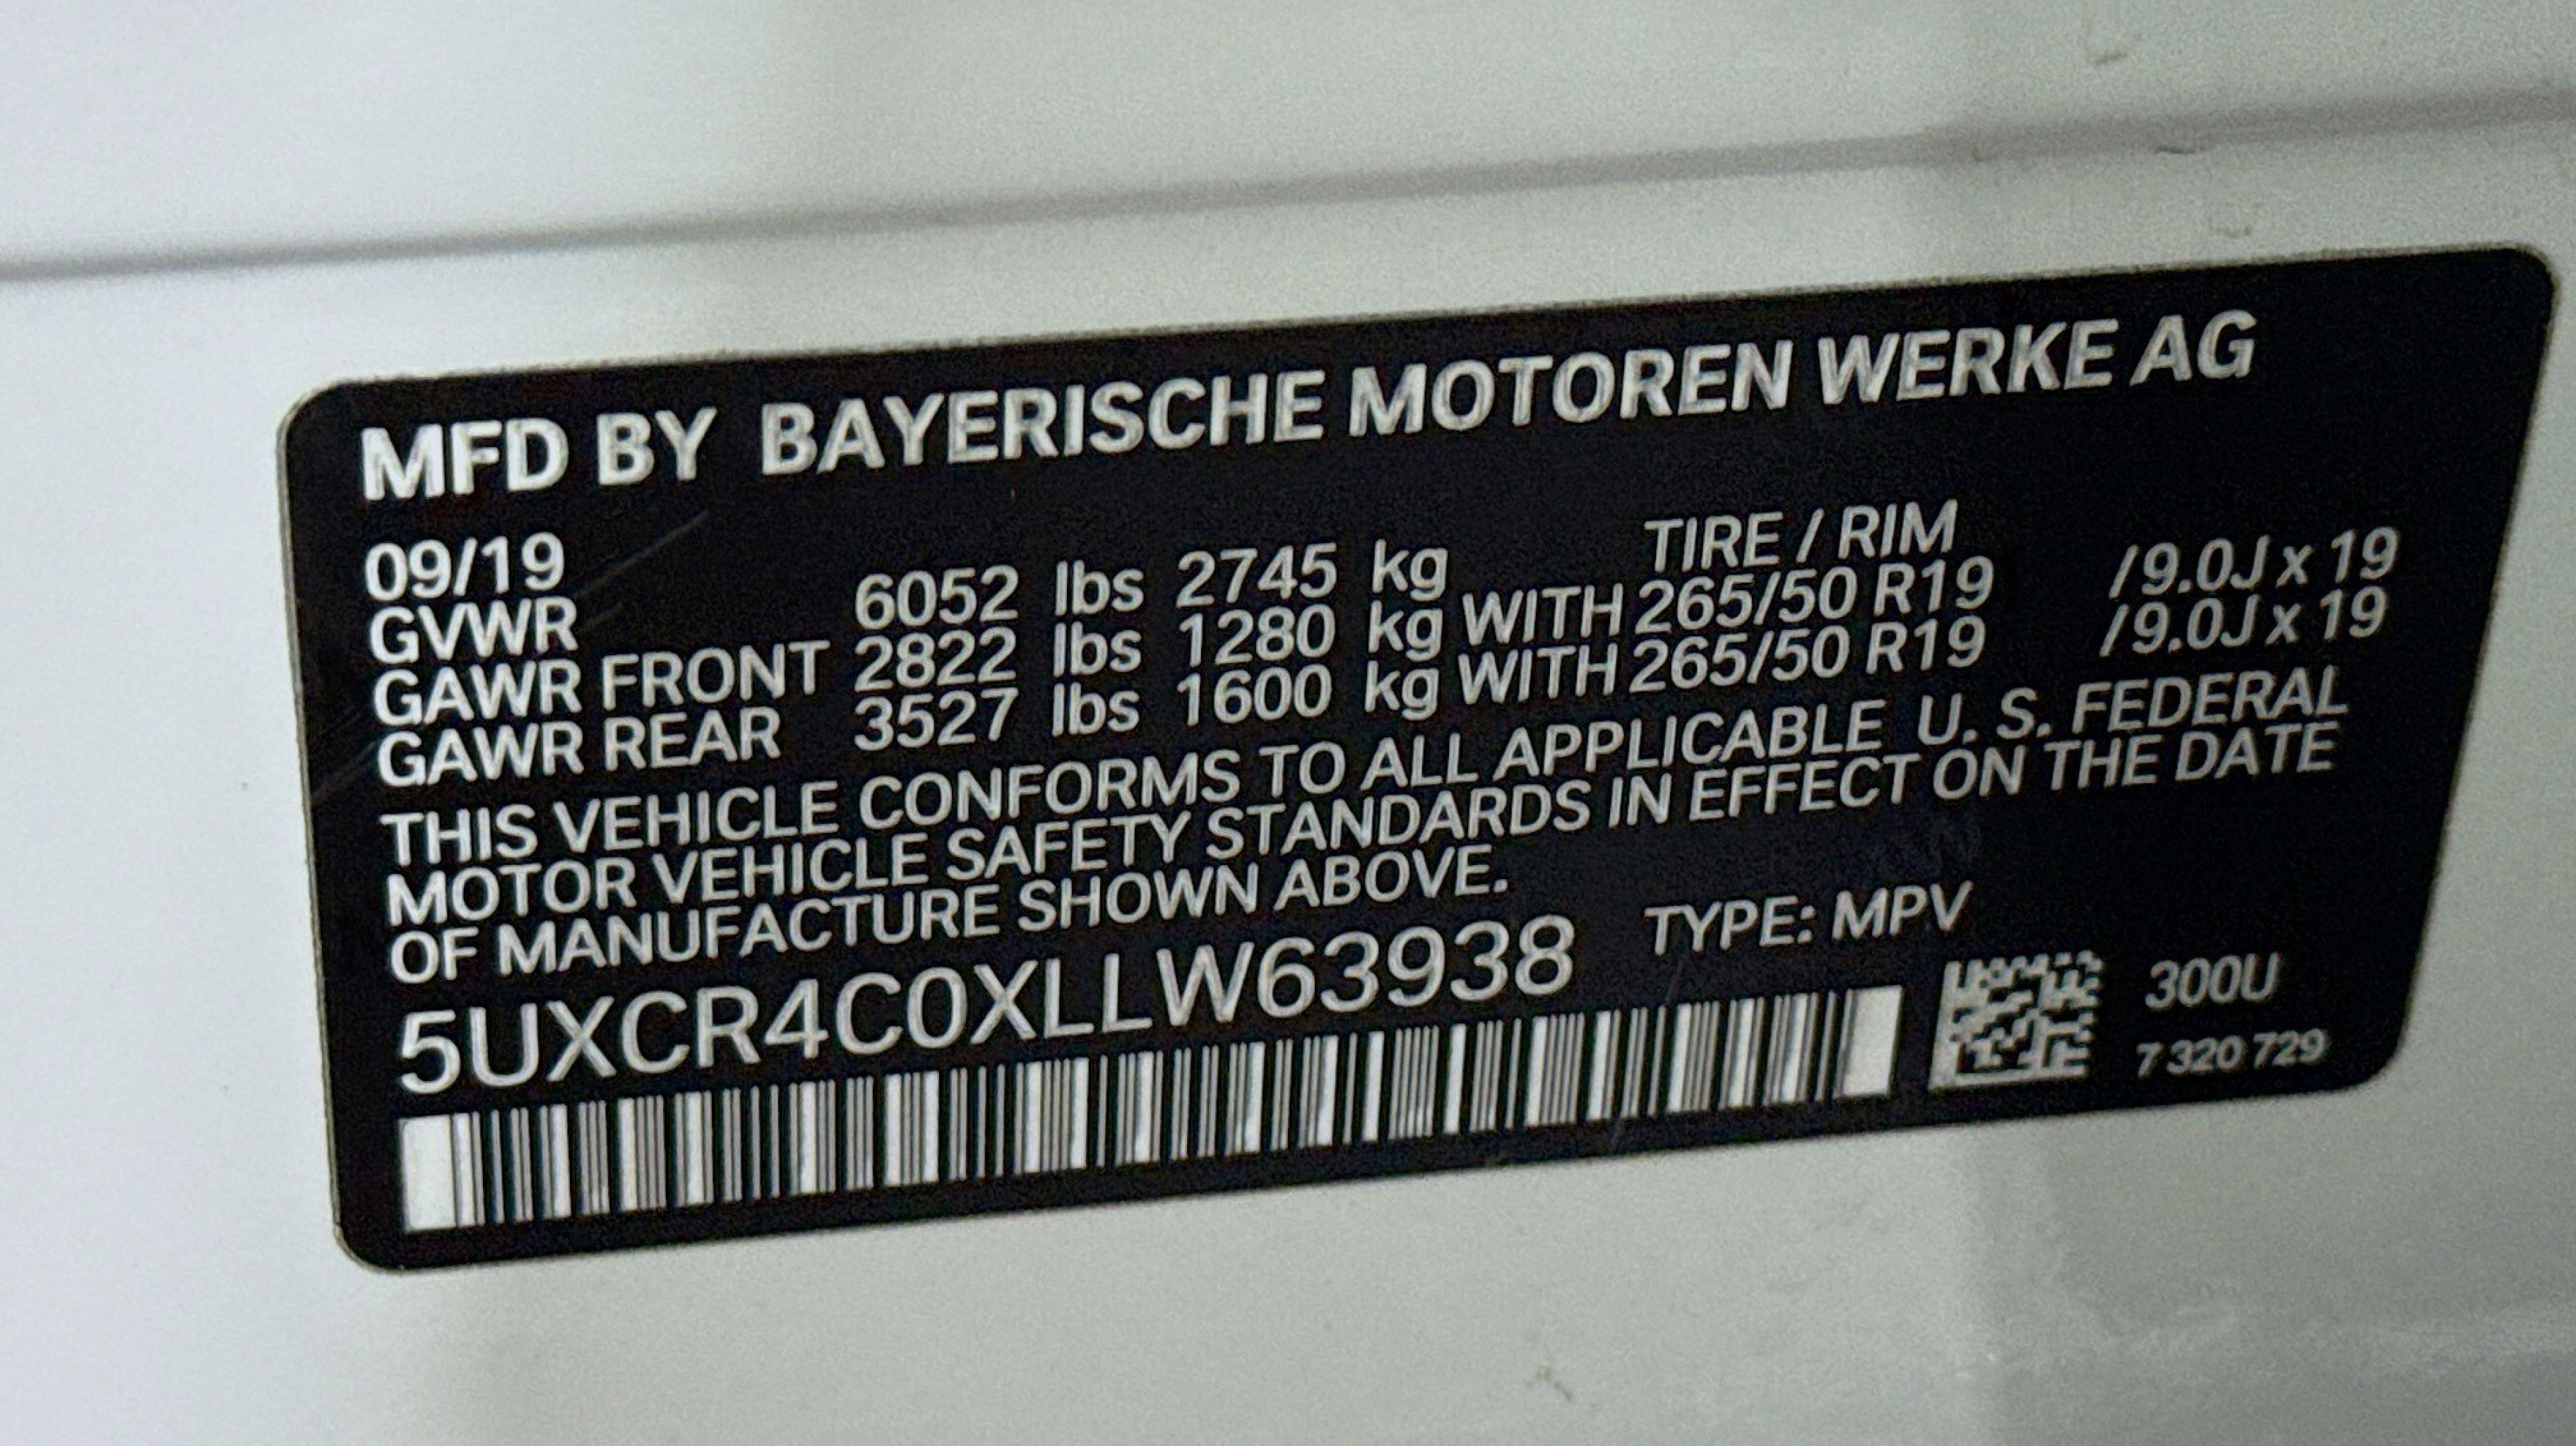 MFD BY BAYERISCHE MOTOREN WERKE AG
09/19 TIRE / RIM
GVWR 6052 lbs 2745 kg
GAWR FRONT 2822 lbs 1280 kg WITH 265/50 R19 /9.0J x 19
GAWR REAR 3527 lbs 1600 kg WITH 265/50 R19 /9.0J x 19
THIS VEHICLE CONFORMS TO ALL APPLICABLE U. S. FEDERAL
MOTOR VEHICLE SAFETY STANDARDS IN EFFECT ON THE DATE
OF MANUFACTURE SHOWN ABOVE.
5UXCR4C0XLLW63938 TYPE: MPV
300U
7 320 729